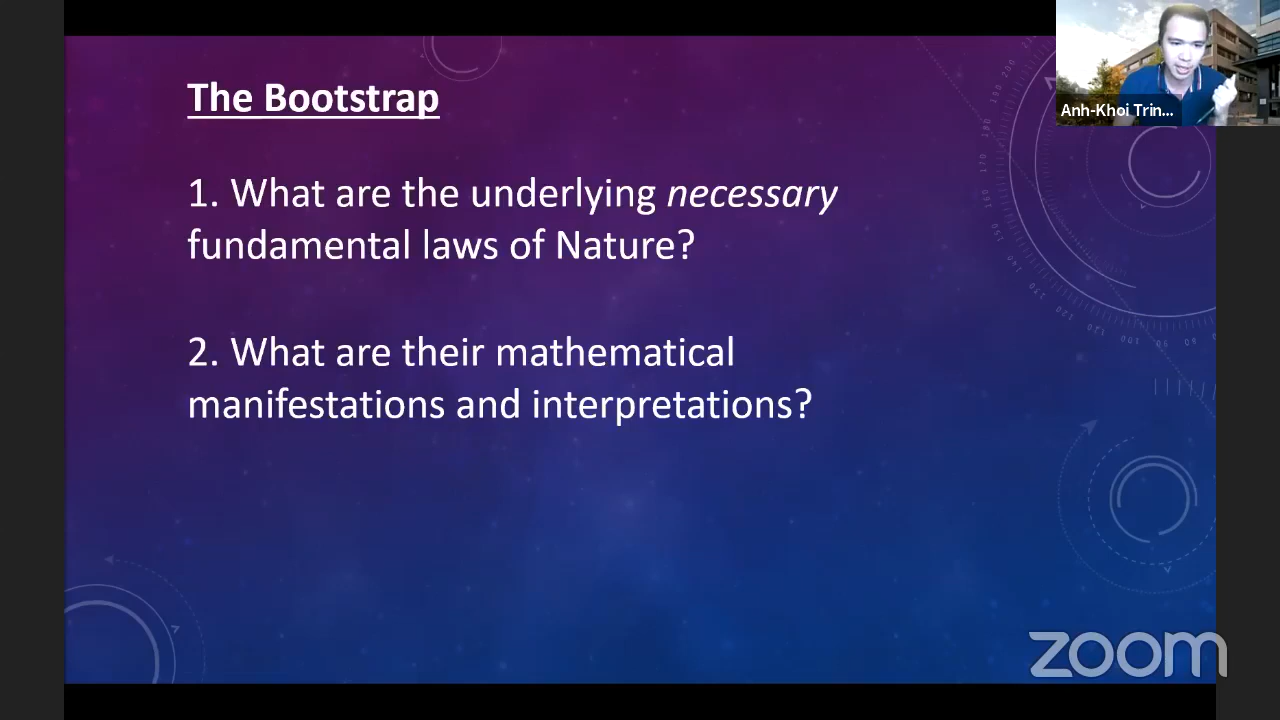 The Bootstrap
Anh-Khoi Trin...
1. What are the underlying necessary
fundamental laws of Nature?
2. What are their mathematical
manifestations and interpretations?
zoom